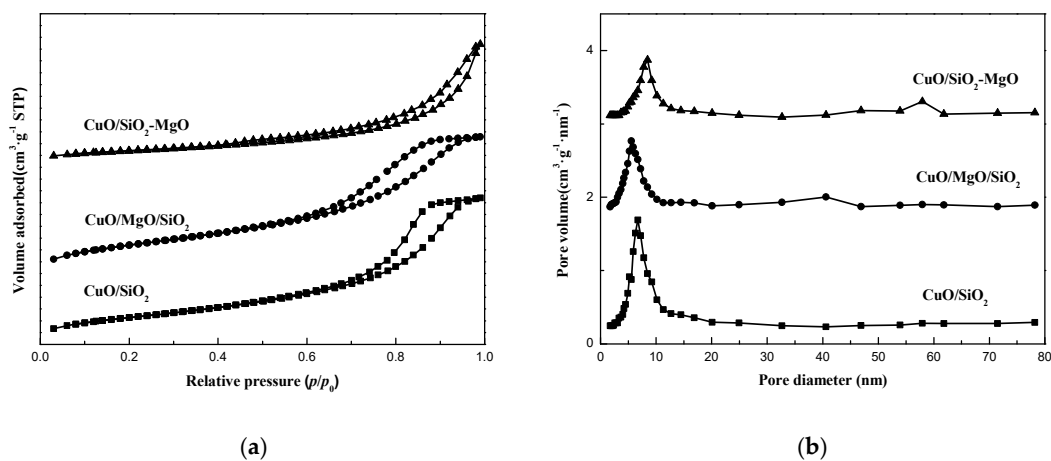 Volume adsorbed(cm³·g⁻¹ STP)
CuO/SiO₂-MgO
CuO/MgO/SiO₂
CuO/SiO₂
0.0 0.2 0.4 0.6 0.8 1.0
Relative pressure (p/p₀)
(a)
Pore volume(cm³·g⁻¹·nm⁻¹)
4
2
0
CuO/SiO₂-MgO
CuO/MgO/SiO₂
CuO/SiO₂
0 10 20 30 40 50 60 70 80
Pore diameter (nm)
(b)